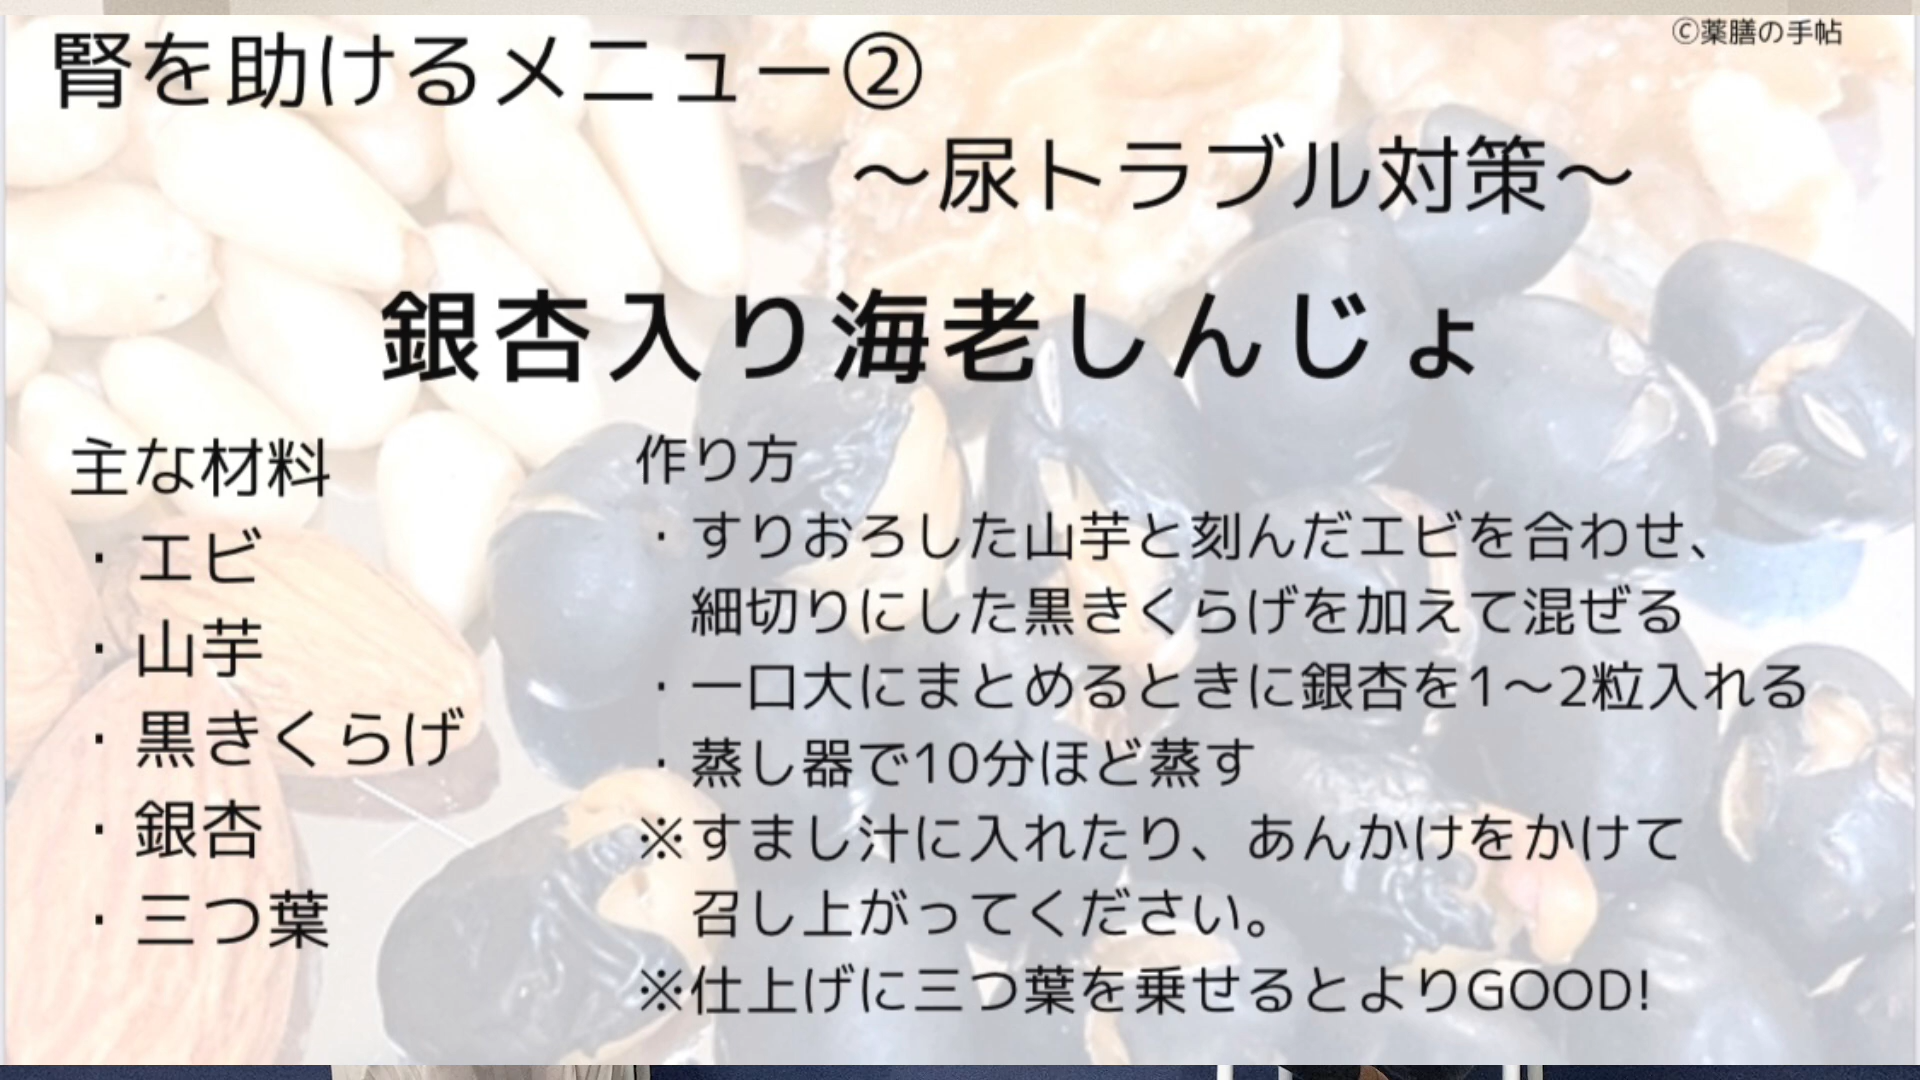 ©薬膳の手帖
腎を助けるメニュー②
～尿トラブル対策～
銀杏入り海老しんじょ
主な材料
・エビ
・山芋
・黒きくらげ
・銀杏
・三つ葉
作り方
・すりおろした山芋と刻んだエビを合わせ、
細切りにした黒きくらげを加えて混ぜる
・一口大にまとめるときに銀杏を1～2粒入れる
・蒸し器で10分ほど蒸す
※すまし汁に入れたり、あんかけをかけて
召し上がってください。
※仕上げに三つ葉を乗せるとよりGOOD!